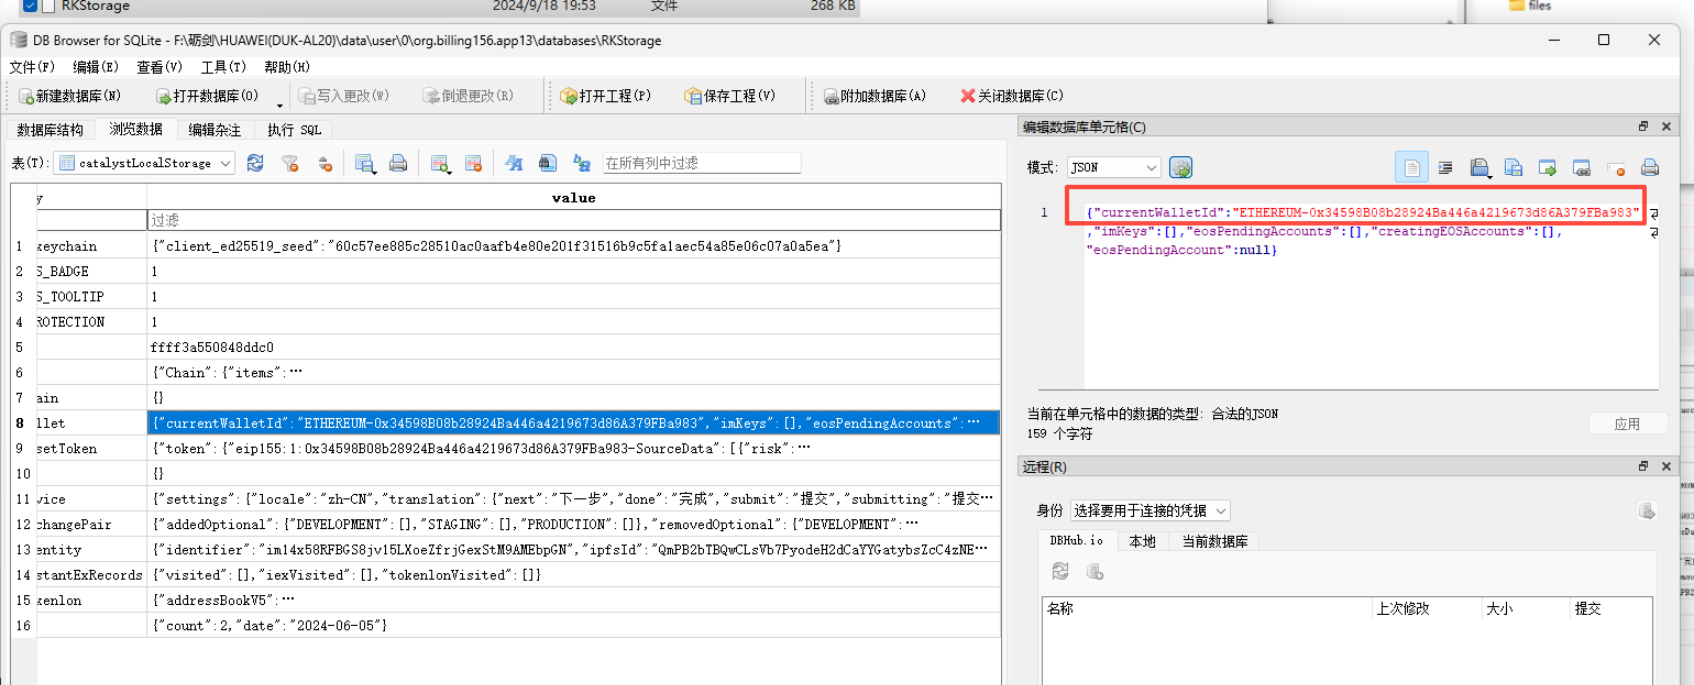 RKStorage 2024/9/18 19:53 文件 268 KB
files
DB Browser for SQLite - F:\砺剑\HUAWEI(DUK-AL20)\data\user\0\org.billing156.app13\databases\RKStorage
文件(F) 编辑(E) 查看(V) 工具(T) 帮助(H)
新建数据库(N) 打开数据库(O) 写入更改(W) 倒退更改(R) 打开工程(P) 保存工程(V) 附加数据库(A) 关闭数据库(C)
数据库结构 浏览数据 编辑杂注 执行 SQL
表(T): catalystLocalStorage 在所有列中过滤
y value
过滤
1 keychain {"client_ed25519_seed":"60c57ee885c28510ac0aafb4e80e201f31516b9c5fa1aec54a85e06c07a0a5ea"}
2 S_BADGE 1
3 S_TOOLTIP 1
4 ROTECTION 1
5 ffff3a550848ddc0
6 {"Chain":{"items":…
7 ain {}
8 llet {"currentWalletId":"ETHEREUM-0x34598B08b28924Ba446a4219673d86A379FBa983","imKeys":[],"eosPendingAccounts":…
9 setToken {"token":{"eip155:1:0x34598B08b28924Ba446a4219673d86A379FBa983-SourceData":[{"risk":…
10 {}
11 vice {"settings":{"locale":"zh-CN","translation":{"next":"下一步","done":"完成","submit":"提交","submitting":"提交…
12 changePair {"addedOptional":{"DEVELOPMENT":[],"STAGING":[],"PRODUCTION":[]},"removedOptional":{"DEVELOPMENT":…
13 entity {"identifier":"im14x58RFBGS8jv15LXoeZfrjGexStM9AMEbpGN","ipfsId":"QmPB2bTBQwCLsVb7PyodeH2dCaYYGatybsZcC4zNE…
14 stantExRecords {"visited":[],"iexVisited":[],"tokenlonVisited":[]}
15 kenlon {"addressBookV5":…
16 {"count":2,"date":"2024-06-05"}
编辑数据库单元格(C)
模式: JSON
1 {"currentWalletId":"ETHEREUM-0x34598B08b28924Ba446a4219673d86A379FBa983"
,"imKeys":[],"eosPendingAccounts":[],"creatingEOSAccounts":[],
"eosPendingAccount":null}
当前在单元格中的数据的类型: 合法的JSON
159 个字符
应用
远程(R)
身份 选择要用于连接的凭据
DBHub.io 本地 当前数据库
名称 上次修改 大小 提交